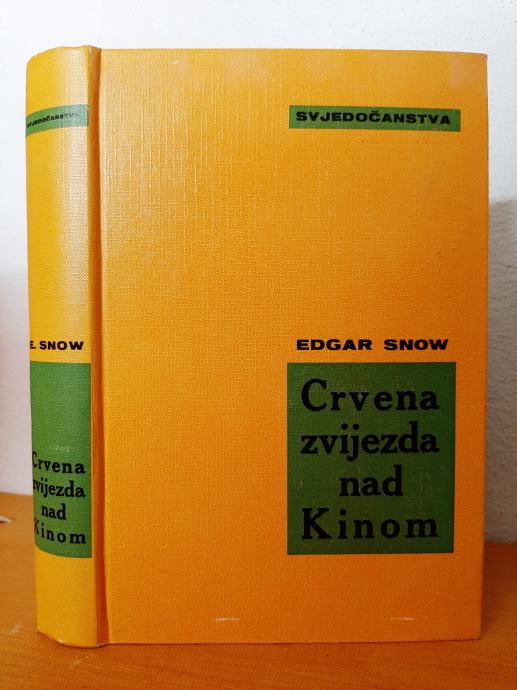 SVJEDOČANSTVA
E. SNOW
Crvena
zvijezda
nad
Kinom
SVJEDOČANSTVA
EDGAR SNOW
Crvena
zvijezda
nad
Kinom